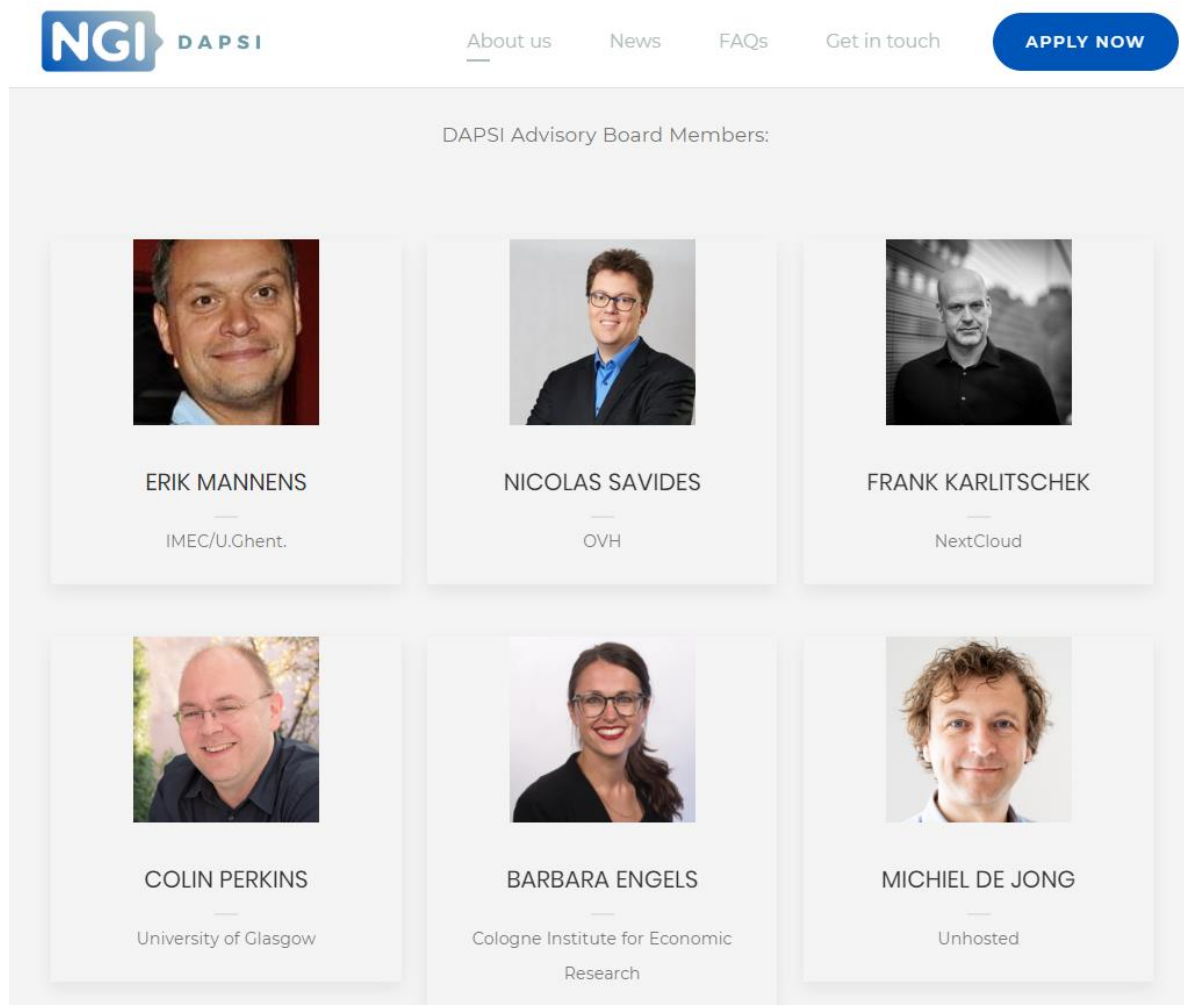 NGI DAPSI
About us News FAQs Get in touch APPLY NOW
DAPSI Advisory Board Members:
ERIK MANNENS
IMEC/U.Ghent.
NICOLAS SAVIDES
OVH
FRANK KARLITSCHEK
NextCloud
COLIN PERKINS
University of Glasgow
BARBARA ENGELS
Cologne Institute for Economic
Research
MICHIEL DE JONG
Unhosted